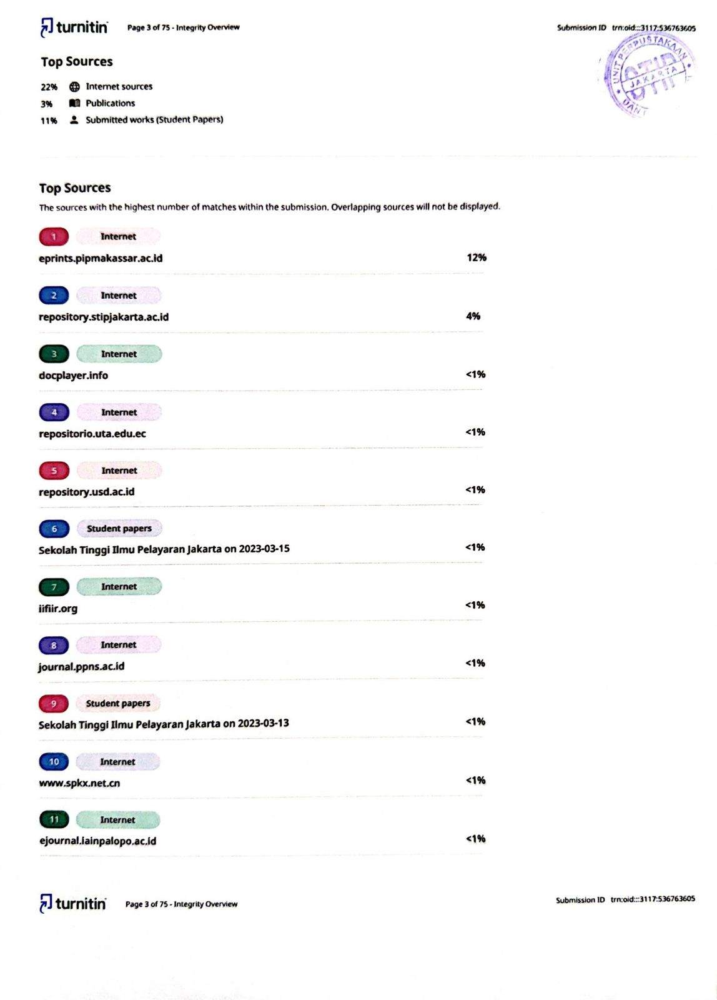 turnitin Page 3 of 75 - Integrity Overview Submission ID trn:oid:::3117:536763605
UNIT PERPUSTAKAAN
STIP
JAKARTA
DAN
Top Sources
22% Internet sources
3% Publications
11% Submitted works (Student Papers)
Top Sources
The sources with the highest number of matches within the submission. Overlapping sources will not be displayed.
1 Internet
eprints.pipmakassar.ac.id 12%
2 Internet
repository.stipjakarta.ac.id 4%
3 Internet
docplayer.info <1%
4 Internet
repositorio.uta.edu.ec <1%
5 Internet
repository.usd.ac.id <1%
6 Student papers
Sekolah Tinggi Ilmu Pelayaran Jakarta on 2023-03-15 <1%
7 Internet
iifiir.org <1%
8 Internet
journal.ppns.ac.id <1%
9 Student papers
Sekolah Tinggi Ilmu Pelayaran Jakarta on 2023-03-13 <1%
10 Internet
www.spkx.net.cn <1%
11 Internet
ejournal.iainpalopo.ac.id <1%
turnitin Page 3 of 75 - Integrity Overview Submission ID trn:oid:::3117:536763605